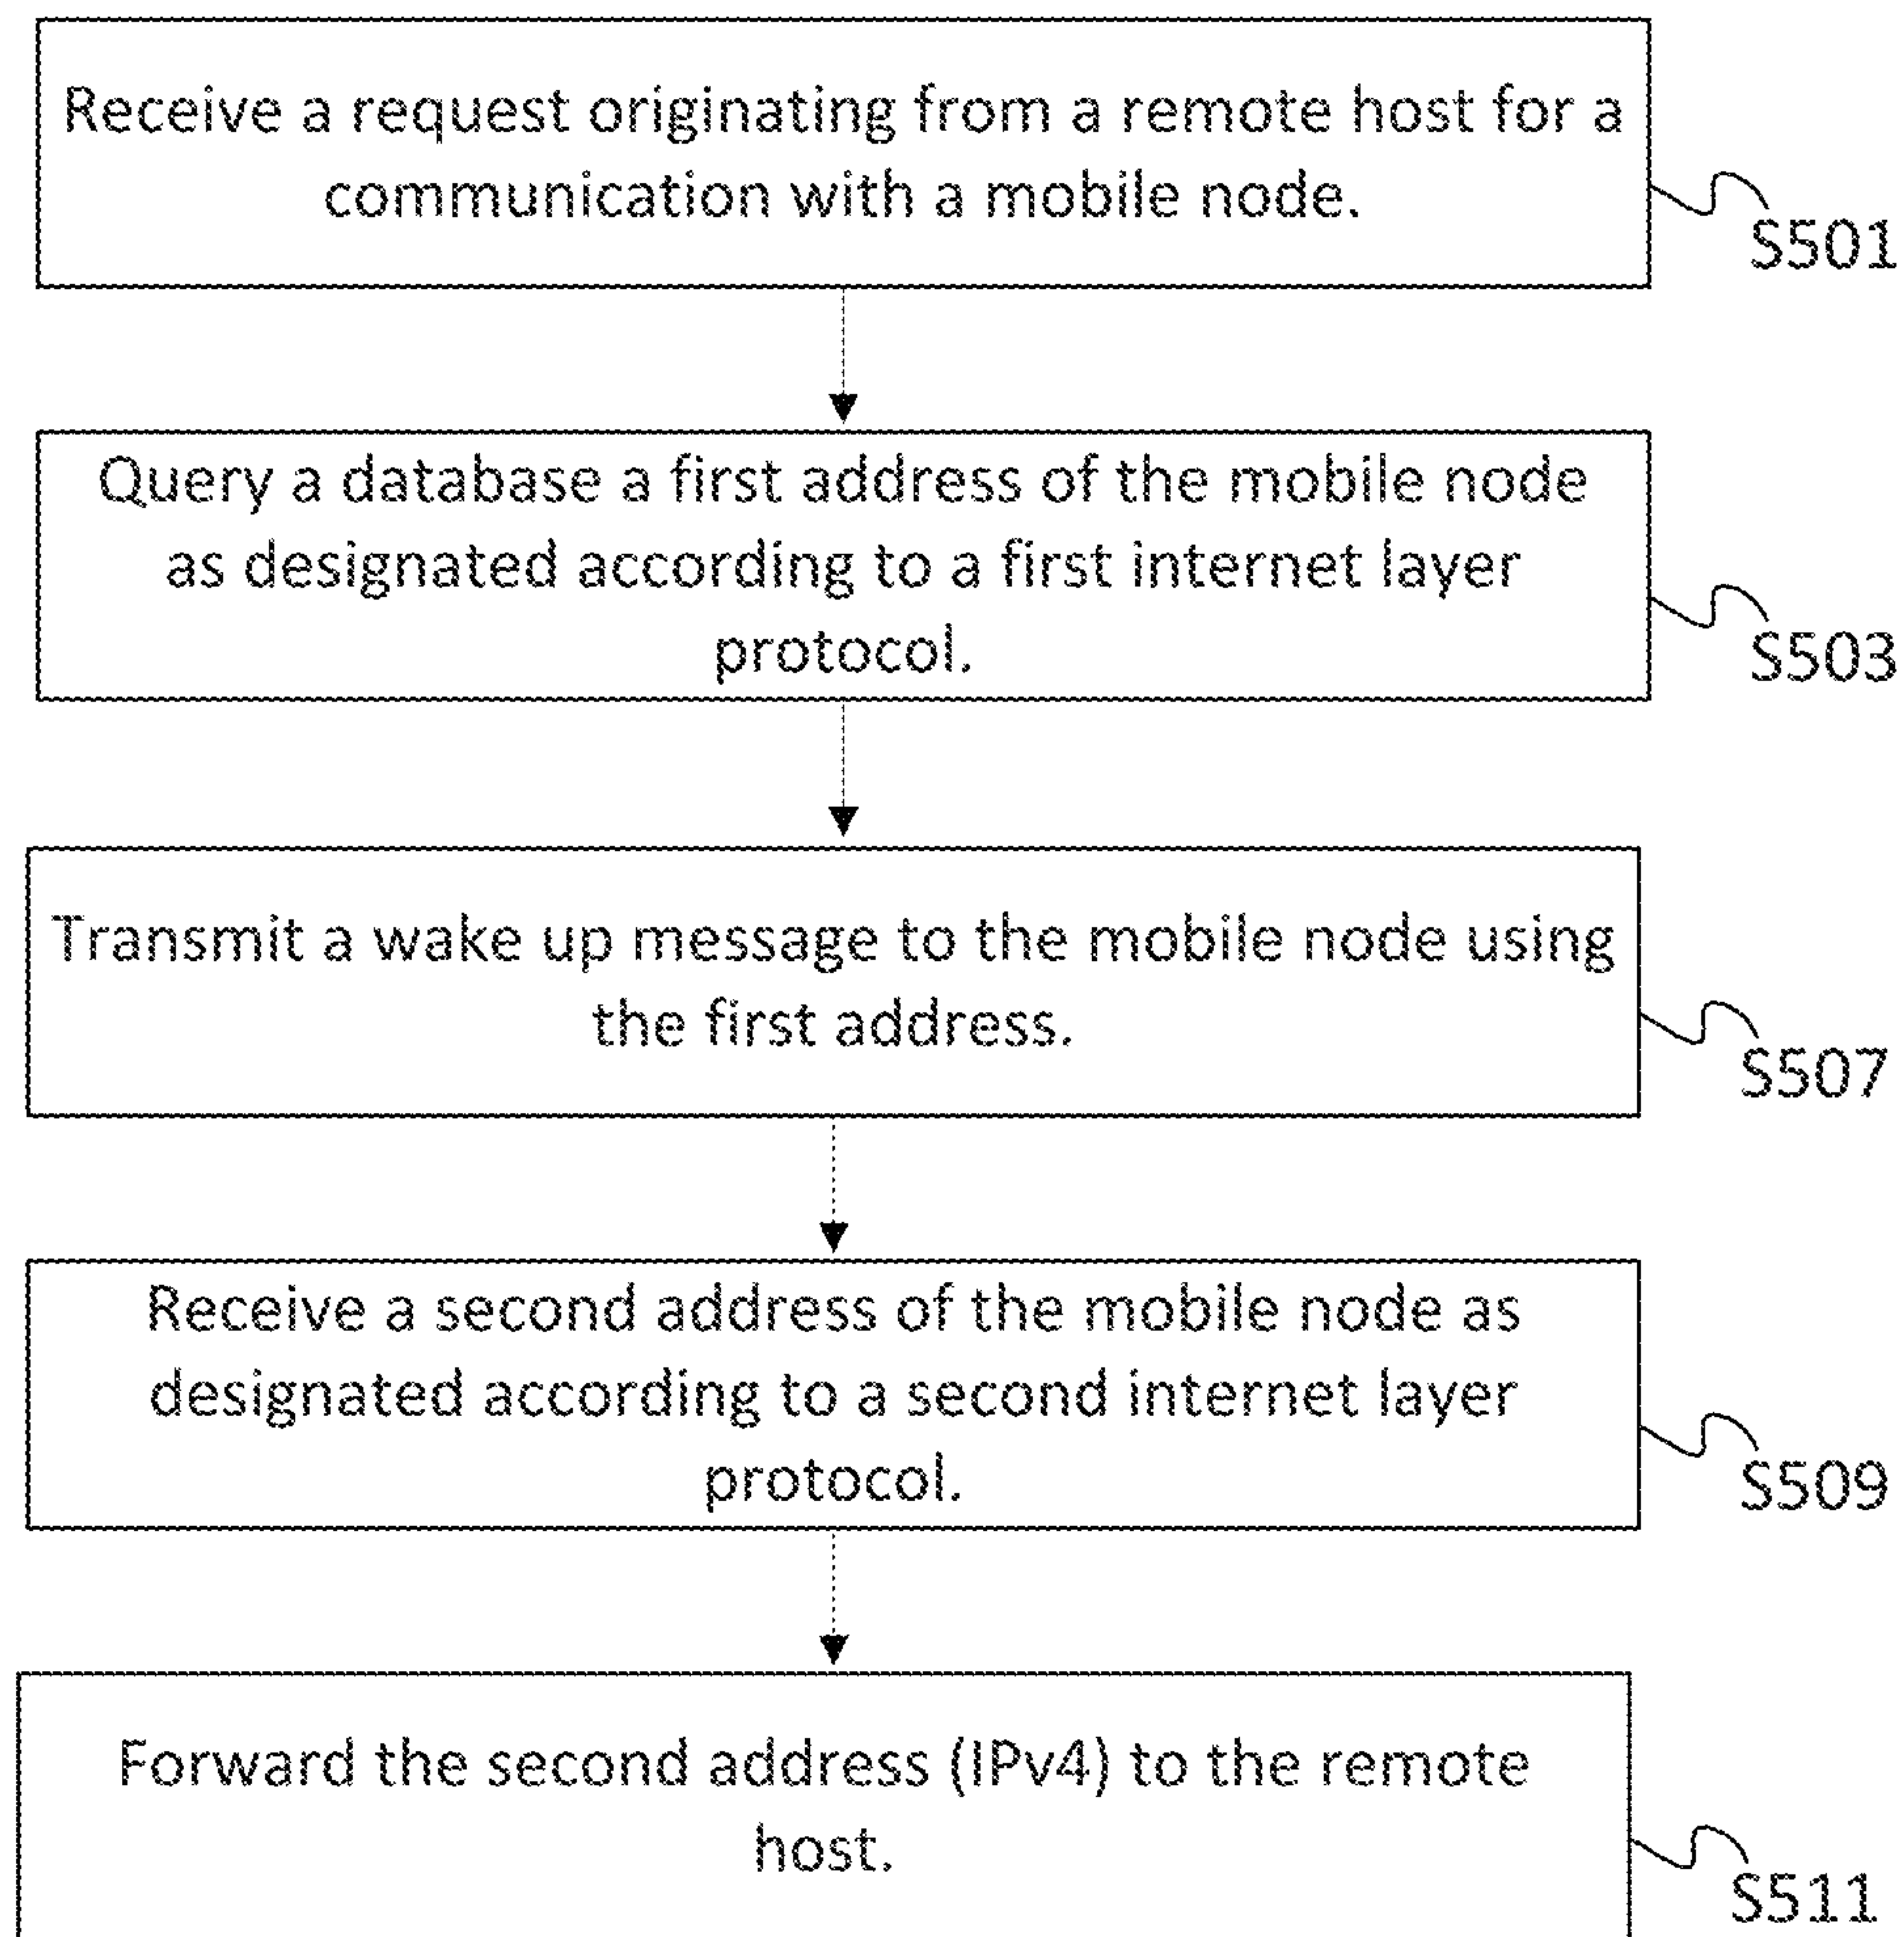 Receive a request originating from a remote host for a
communication with a mobile node.
S501
Query a database a first address of the mobile node
as designated according to a first internet layer
protocol.
S503
Transmit a wake up message to the mobile node using
the first address.
S507
Receive a second address of the mobile node as
designated according to a second internet layer
protocol.
S509
Forward the second address (IPv4) to the remote
host.
S511